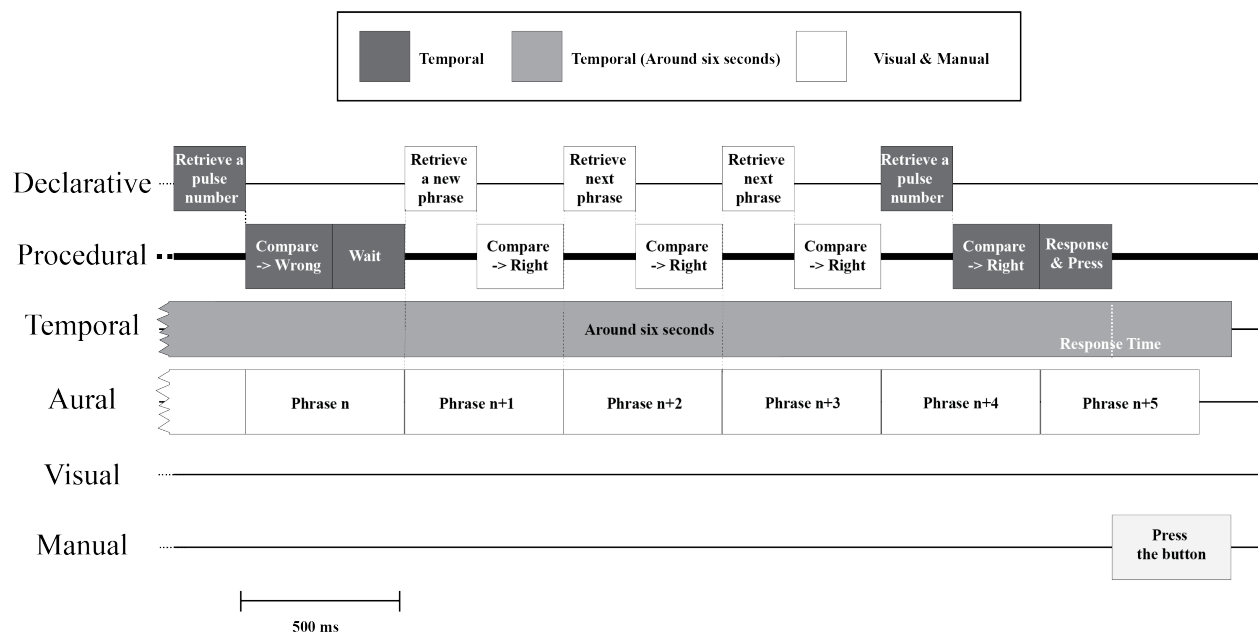 Temporal
Temporal (Around six seconds)
Visual & Manual
Declarative
Retrieve a
pulse
number
Retrieve
a new
phrase
Retrieve
next
phrase
Retrieve
next
phrase
Retrieve a
pulse
number
Procedural
Compare
-> Wrong
Wait
Compare
-> Right
Compare
-> Right
Compare
-> Right
Compare
-> Right
Response
& Press
Temporal
Around six seconds
Response Time
Aural
Phrase n
Phrase n+1
Phrase n+2
Phrase n+3
Phrase n+4
Phrase n+5
Visual
Manual
Press
the button
500 ms